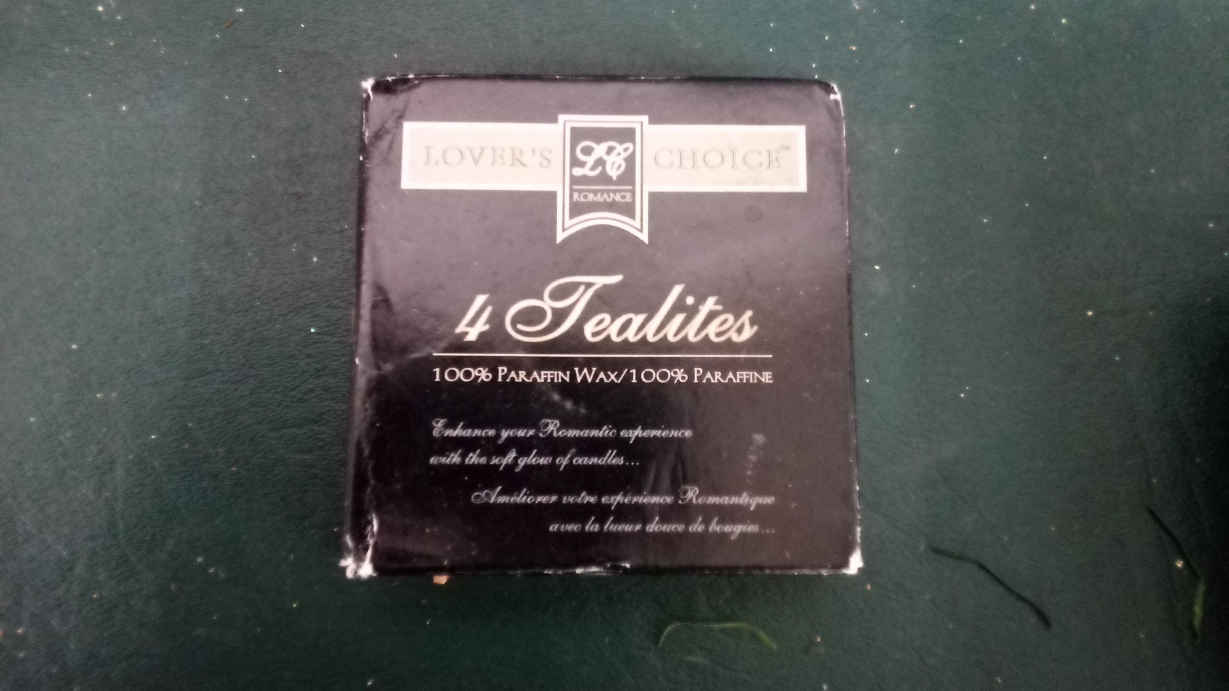 LOVER'S LC CHOICE™
ROMANCE
4 Tealites
100% PARAFFIN WAX/100% PARAFFINE
Enhance your Romantic experience
with the soft glow of candles...
Améliorer votre expérience Romantique
avec la lueur douce de bougies...